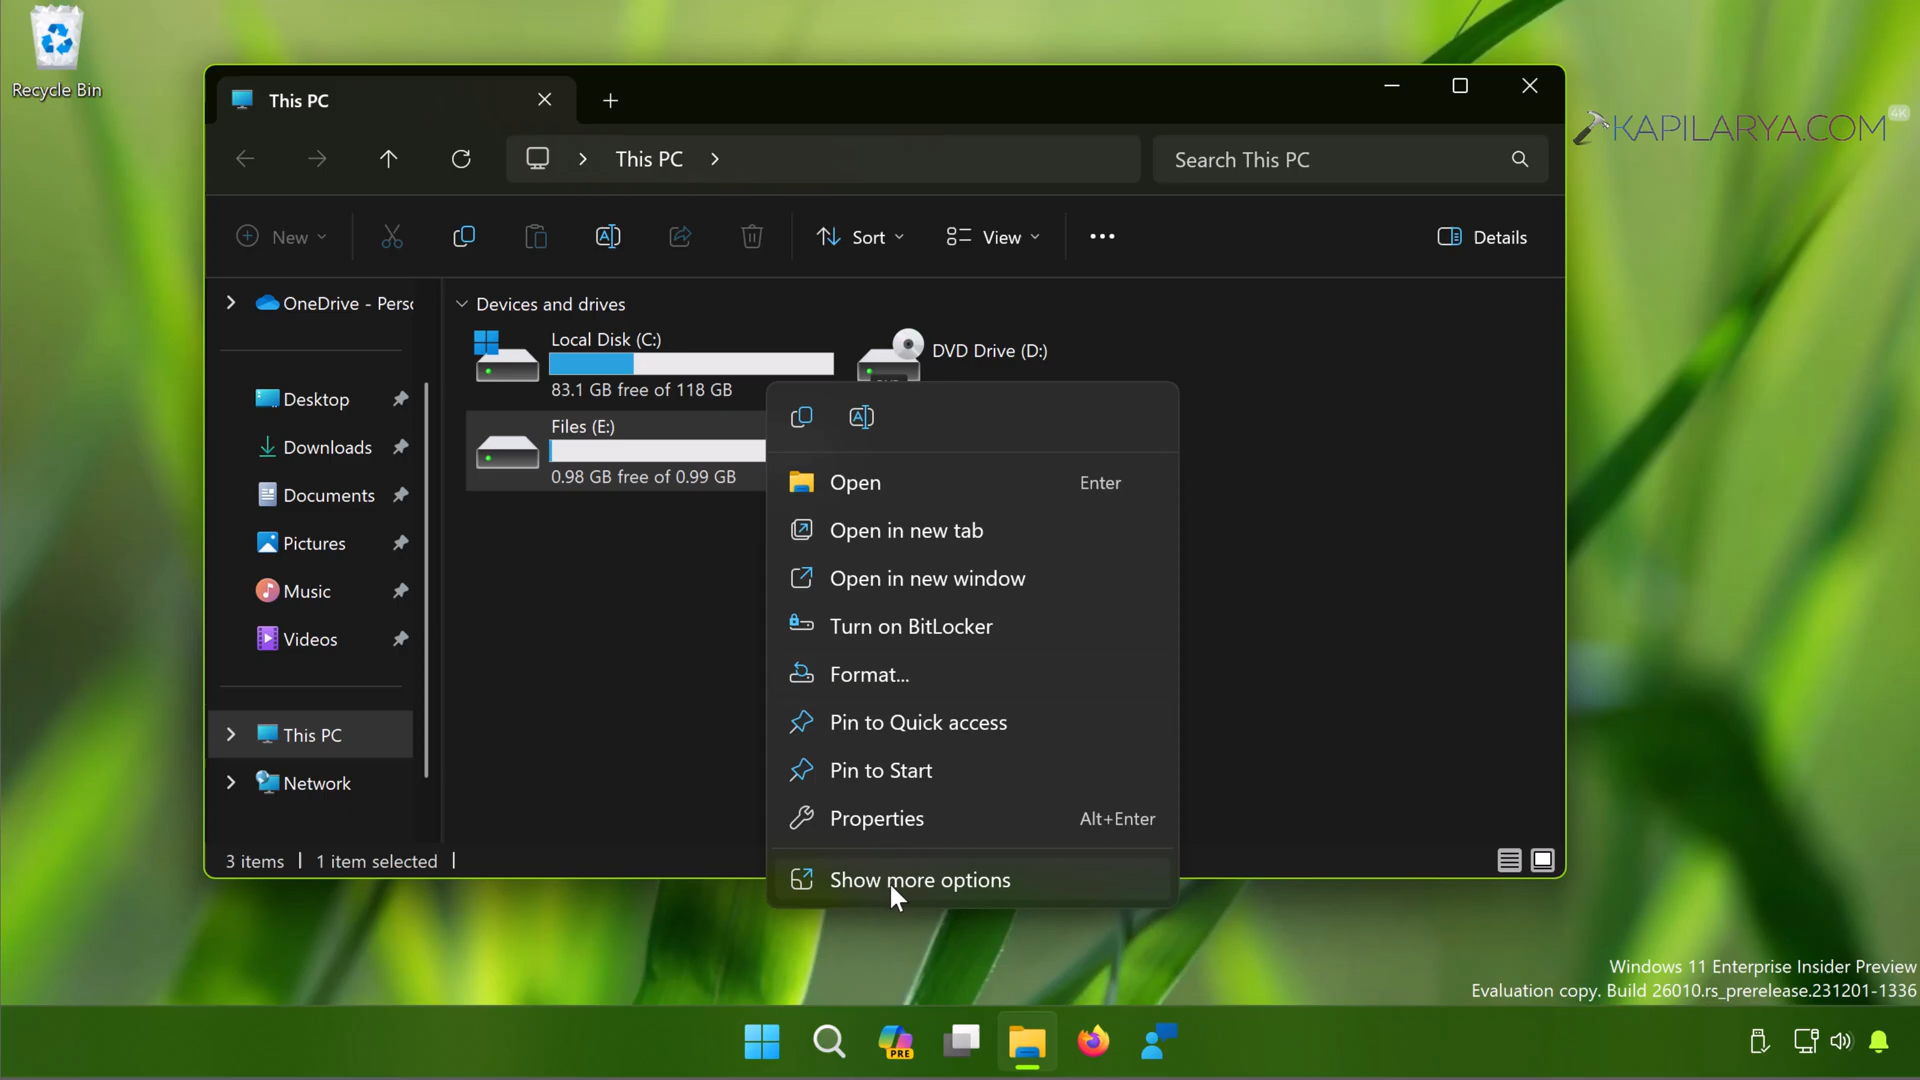 Recycle Bin
This PC
KAPILARYA.COM
4K
This PC
Search This PC
New
Sort
View
Details
OneDrive - Perso
Desktop
Downloads
Documents
Pictures
Music
Videos
This PC
Network
Devices and drives
Local Disk (C:)
83.1 GB free of 118 GB
DVD Drive (D:)
Files (E:)
0.98 GB free of 0.99 GB
Open Enter
Open in new tab
Open in new window
Turn on BitLocker
Format...
Pin to Quick access
Pin to Start
Properties Alt+Enter
Show more options
3 items
1 item selected
Windows 11 Enterprise Insider Preview
Evaluation copy. Build 26010.rs_prerelease.231201-1336
PRE